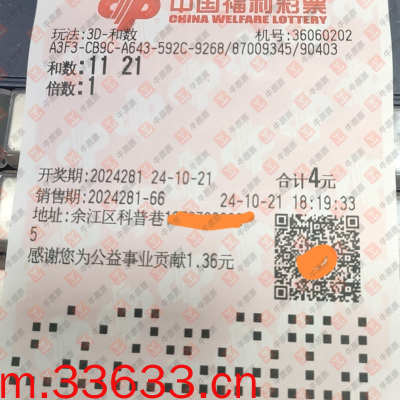 中国福利彩票
CHINA WELFARE LOTTERY
玩法:3D-和数 机号:36060202
A3F3-CB9C-A643-592C-9268/87009345/90403
和数:11 21
倍数:1
开奖期:2024281 24-10-21 合计4元
销售期:2024281-66 24-10-21 18:19:33
地址:余江区科普巷
5
感谢您为公益事业贡献1.36元
m.33633.cn